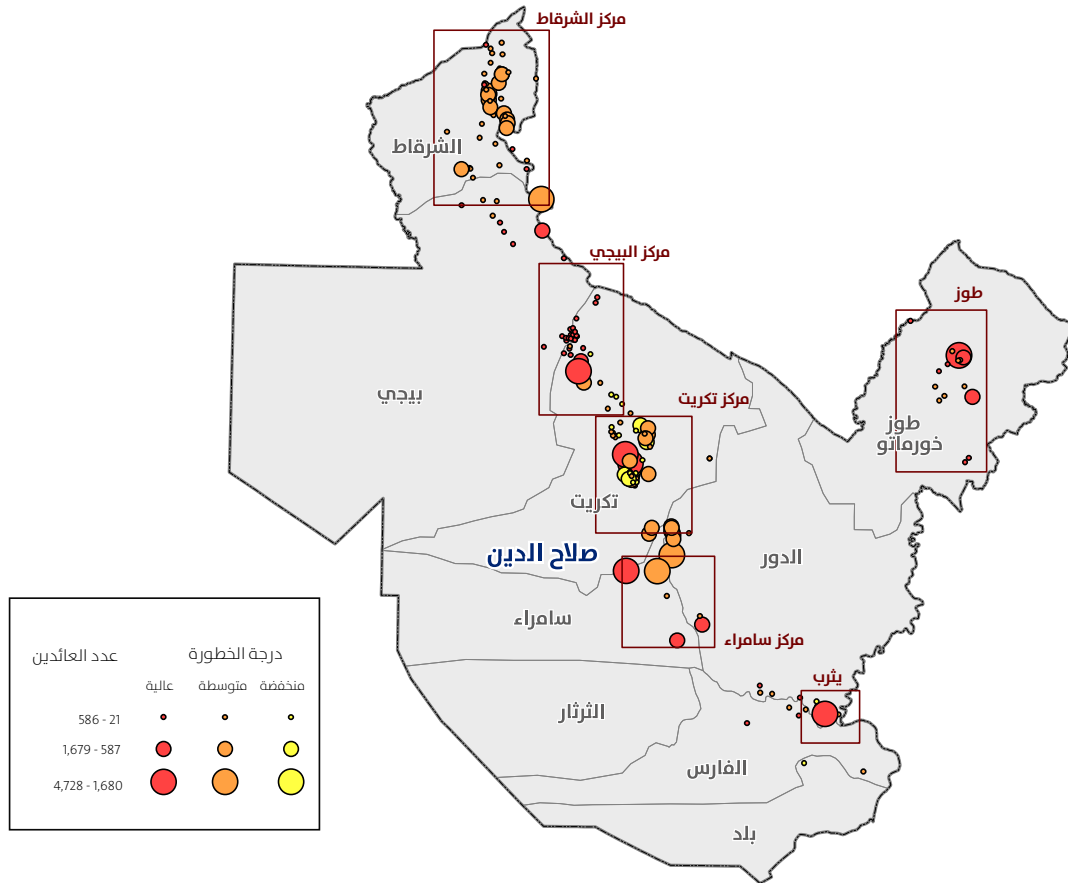 مركز الشرقاط
الشرقاط
مركز البيجي
طوز
بيجي
مركز تكريت
طوز
خورماتو
تكريت
صلاح الدين
الدور
سامراء
مركز سامراء
يثرب
الثرثار
الفارس
بلد
درجة الخطورة
عدد العائدين
منخفضة
متوسطة
عالية
21 - 586
587 - 1,679
1,680 - 4,728